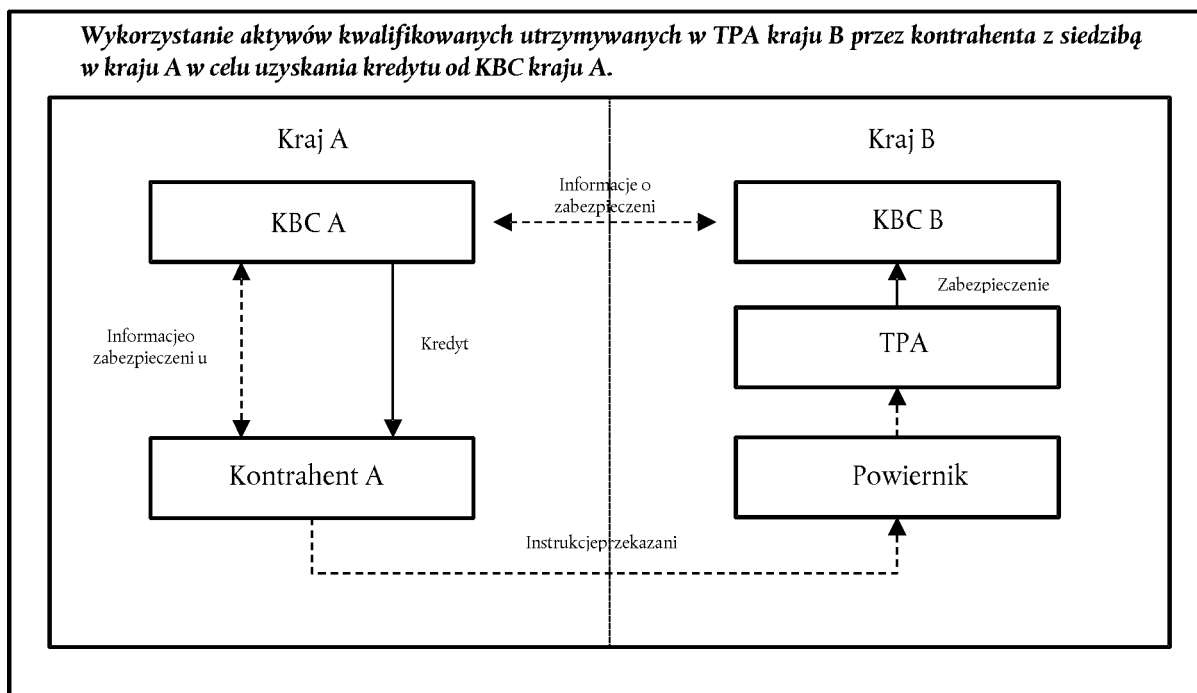 Wykorzystanie aktywów kwalifikowanych utrzymywanych w TPA kraju B przez kontrahenta z siedzibą
w kraju A w celu uzyskania kredytu od KBC kraju A.
Kraj A
Kraj B
KBC A
Informacje o
zabezpieczeni
KBC B
Zabezpieczenie
Informacjeo
zabezpieczeni u
Kredyt
TPA
Kontrahent A
Powiernik
Instrukcjeprzekazani